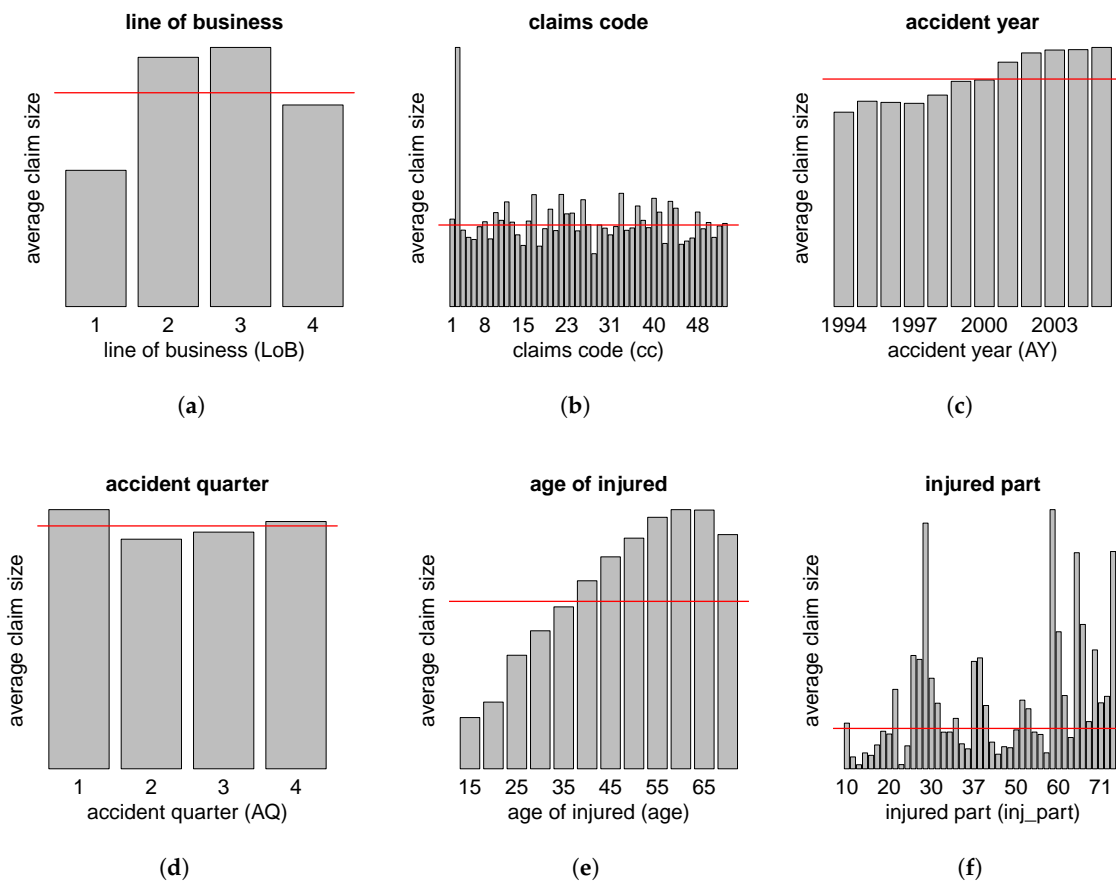 line of business
average claim size
1 2 3 4
line of business (LoB)
(a)
claims code
average claim size
1 8 15 23 31 40 48
claims code (cc)
(b)
accident year
average claim size
1994 1997 2000 2003
accident year (AY)
(c)
accident quarter
average claim size
1 2 3 4
accident quarter (AQ)
(d)
age of injured
average claim size
15 25 35 45 55 65
age of injured (age)
(e)
injured part
average claim size
10 20 30 37 50 60 71
injured part (inj_part)
(f)